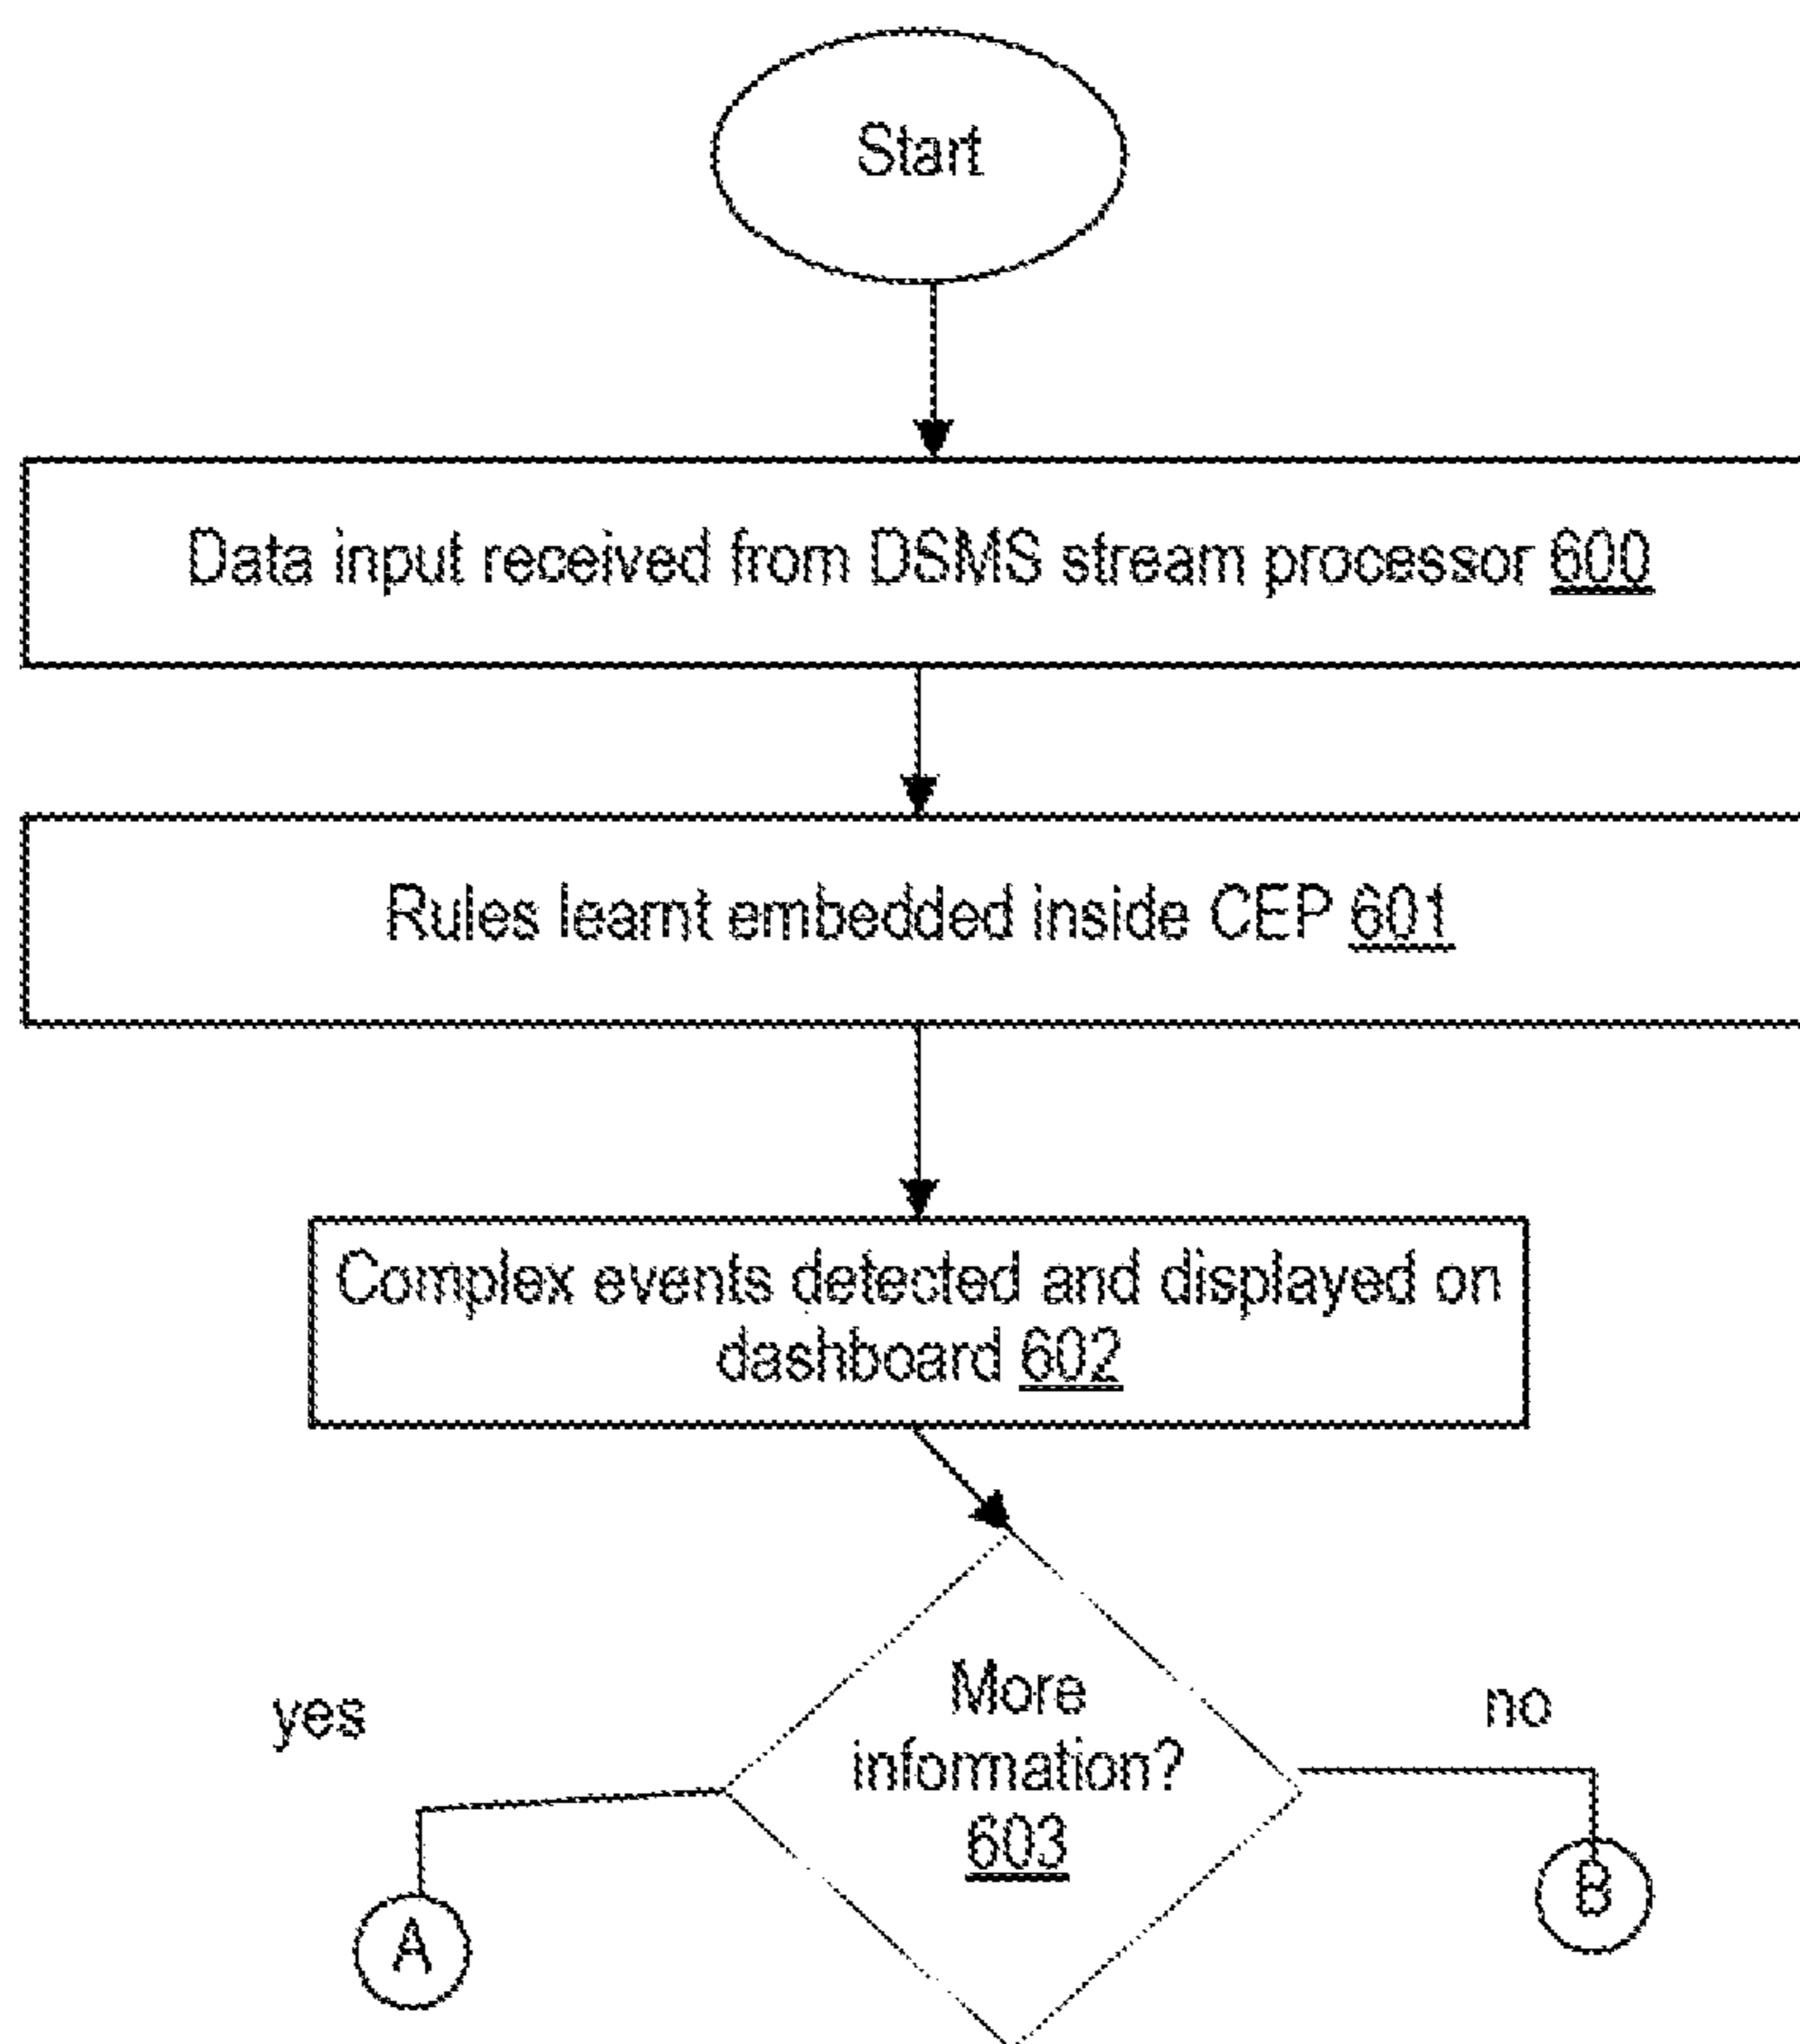 Start
Data input received from DSMS stream processor 600
Rules learnt embedded inside CEP 601
Complex events detected and displayed on
dashboard 602
More
information?
603
yes
no
A
B